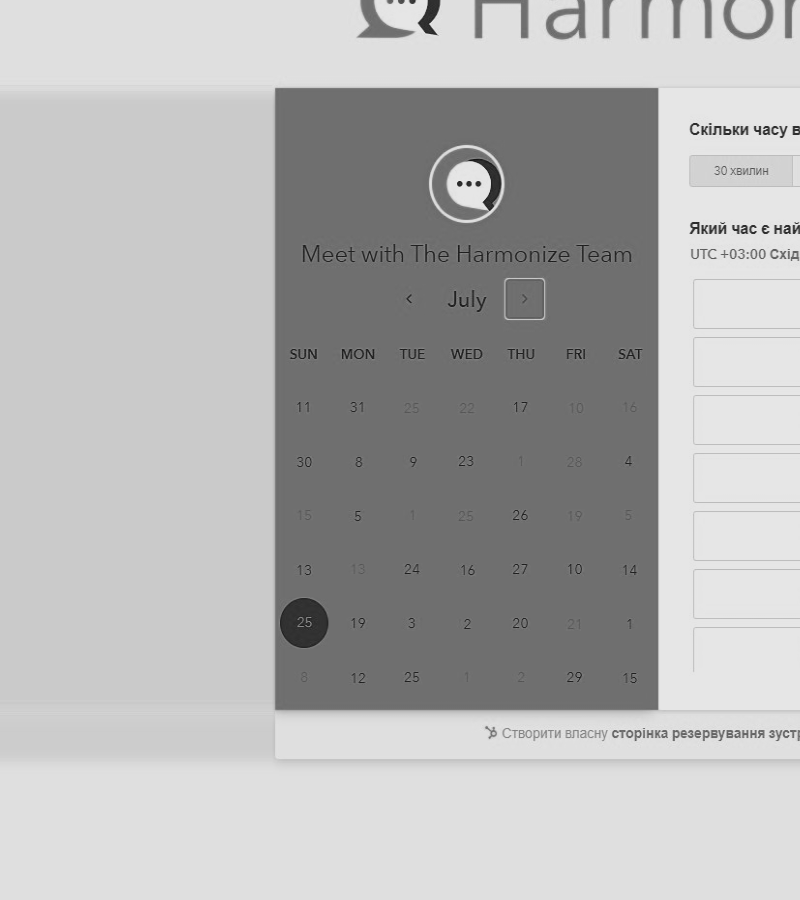 Harmon
Скільки часу в
30 хвилин
Meet with The Harmonize Team
‹ July ›
SUN MON TUE WED THU FRI SAT
11 31 25 22 17 10 16
30 8 9 23 1 28 4
15 5 1 25 26 19 5
13 13 24 16 27 10 14
25 19 3 2 20 21 1
8 12 25 1 2 29 15
Який час є най
UTC +03:00 Схід
Створити власну сторінка резервування зустр